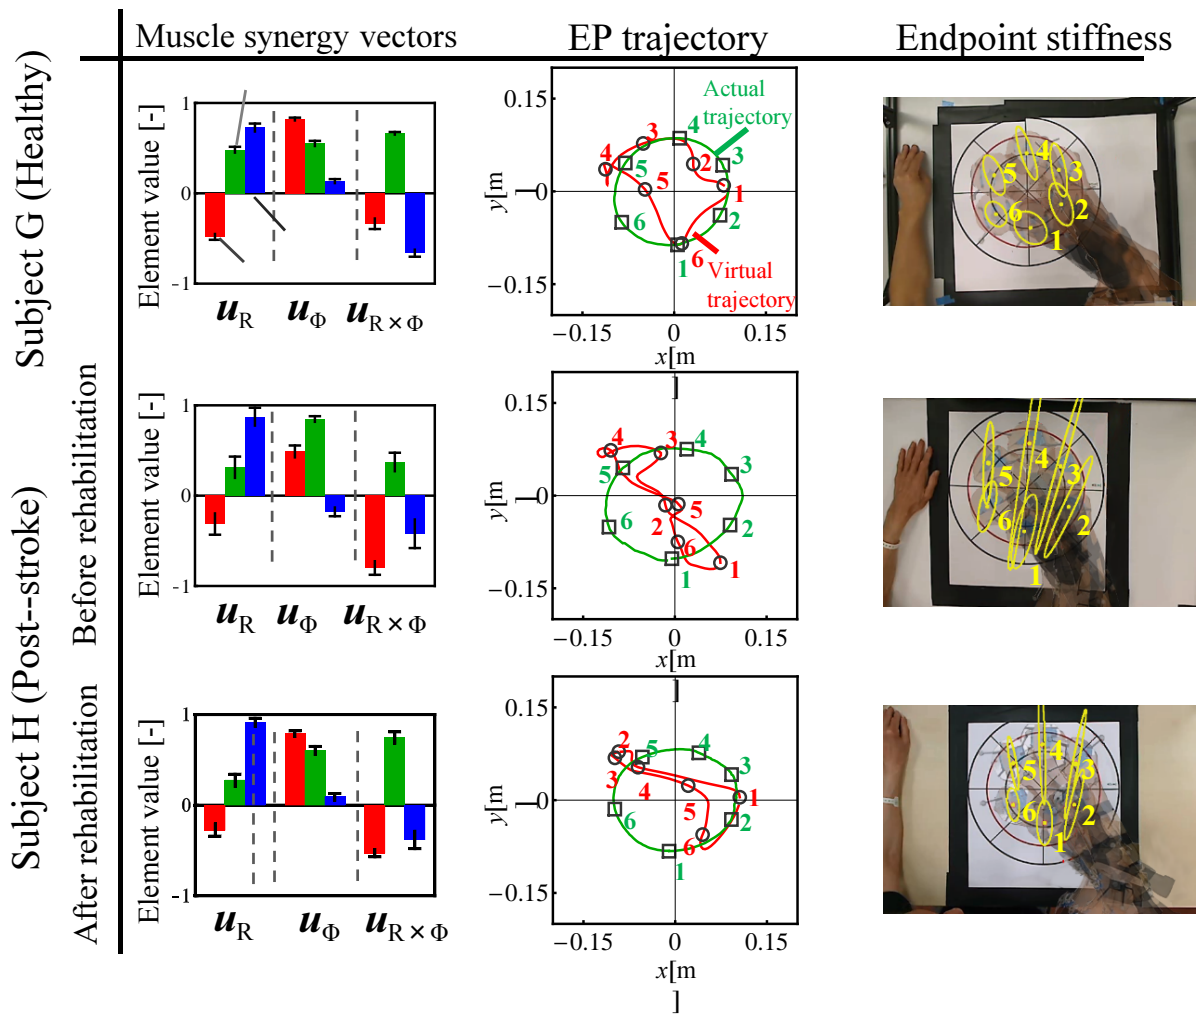 Muscle synergy vectors
EP trajectory
Endpoint stiffness
Subject G (Healthy)
Element value [-]
1
0
-1
uR
uΦ
uR × Φ
y[m
0.15
0
−0.15
Actual
trajectory
Virtual
trajectory
1
2
3
4
5
6
1
2
3
4
5
6
−0.15
0
0.15
x[m
]
1
2
3
4
5
6
Subject H (Post--stroke)
Before rehabilitation
Element value [-]
1
0
-1
uR
uΦ
uR × Φ
y[m
0.15
0
−0.15
1
2
3
4
5
6
1
2
3
4
5
6
−0.15
0
0.15
x[m
]
1
2
3
4
5
After rehabilitation
Element value [-]
1
0
-1
uR
uΦ
uR × Φ
y[m
0.15
0
−0.15
1
2
3
4
5
6
1
2
3
4
5
6
−0.15
0
0.15
x[m
]
1
2
3
4
5
6